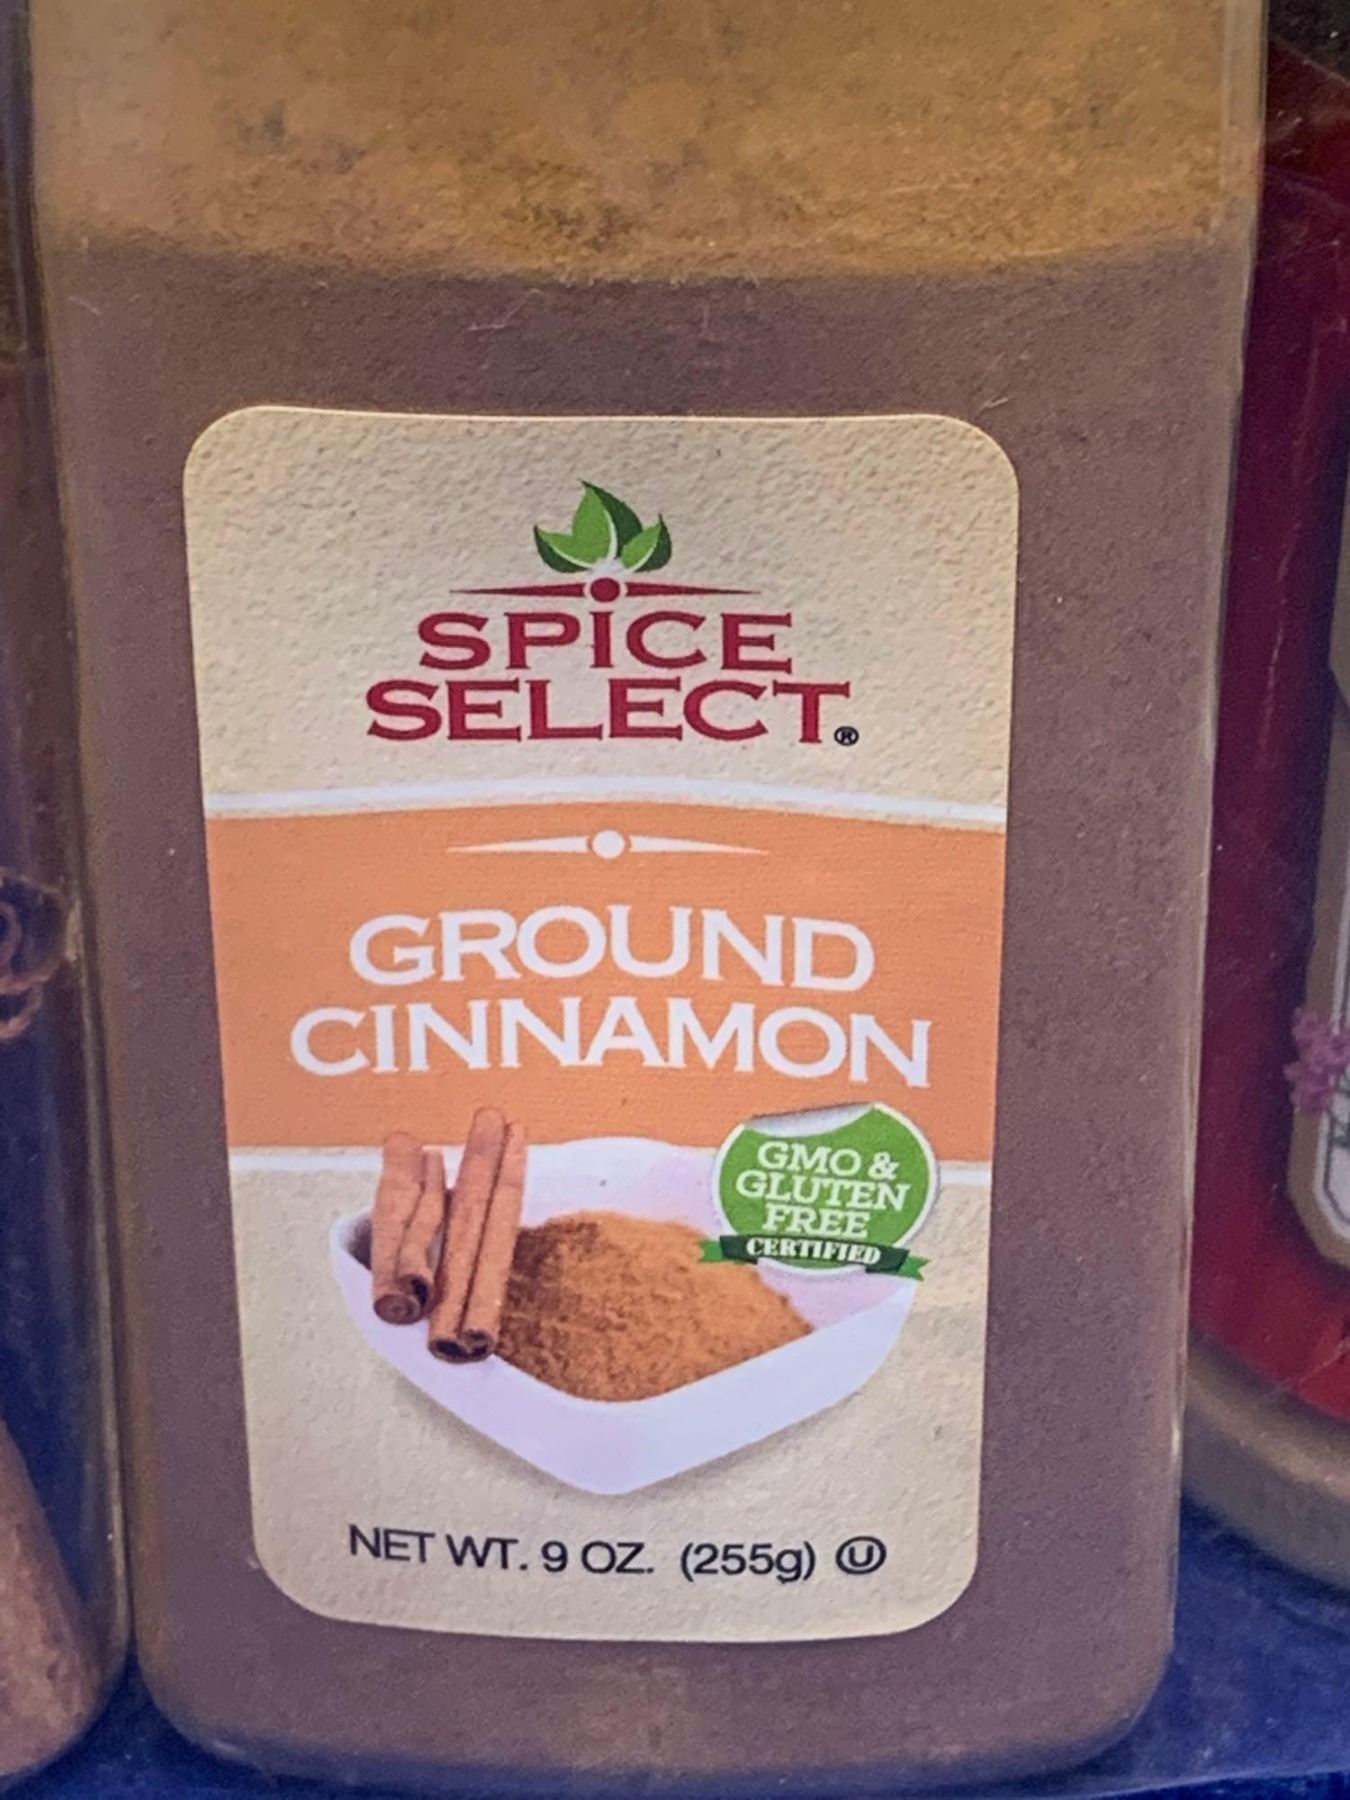 SPICE
SELECT®
GROUND
CINNAMON
GMO &
GLUTEN
FREE
CERTIFIED
NET WT. 9 OZ. (255g) Ⓤ